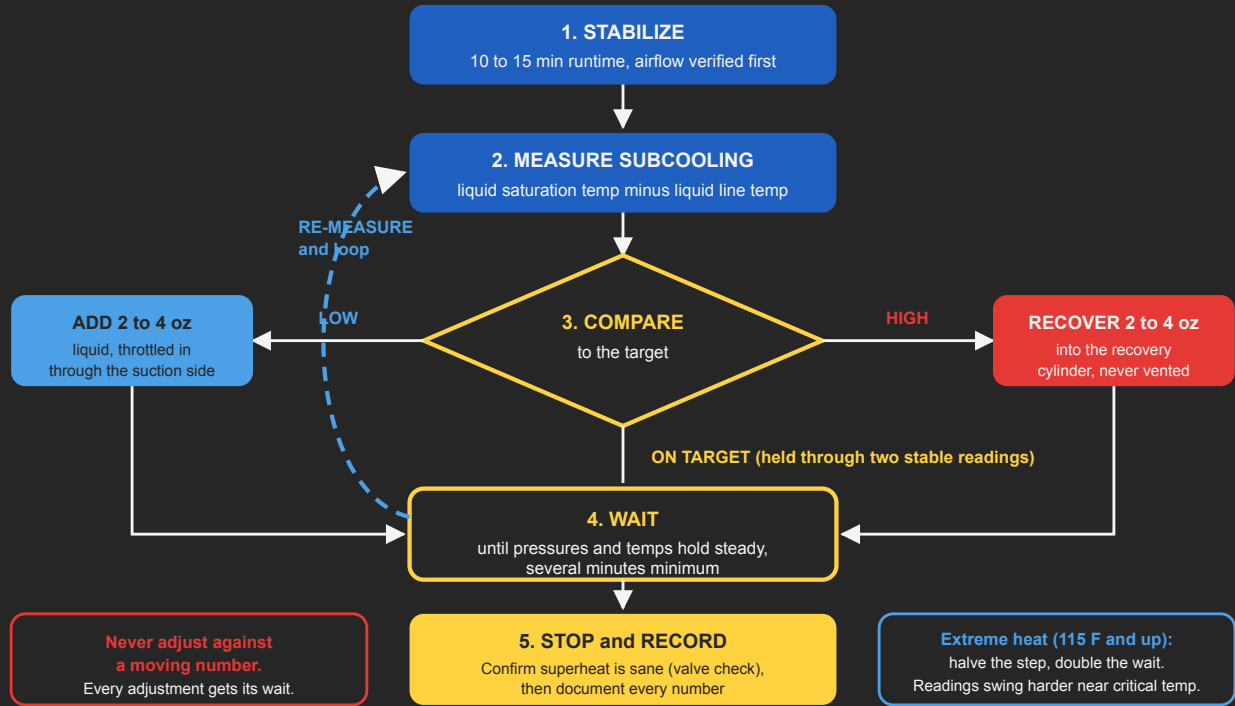 1. STABILIZE
10 to 15 min runtime, airflow verified first
2. MEASURE SUBCOOLING
liquid saturation temp minus liquid line temp
RE-MEASURE
and loop
ADD 2 to 4 oz
liquid, throttled in
through the suction side
LOW
3. COMPARE
to the target
HIGH
RECOVER 2 to 4 oz
into the recovery
cylinder, never vented
ON TARGET (held through two stable readings)
4. WAIT
until pressures and temps hold steady,
several minutes minimum
Never adjust against
a moving number.
Every adjustment gets its wait.
5. STOP and RECORD
Confirm superheat is sane (valve check),
then document every number
Extreme heat (115 F and up):
halve the step, double the wait.
Readings swing harder near critical temp.